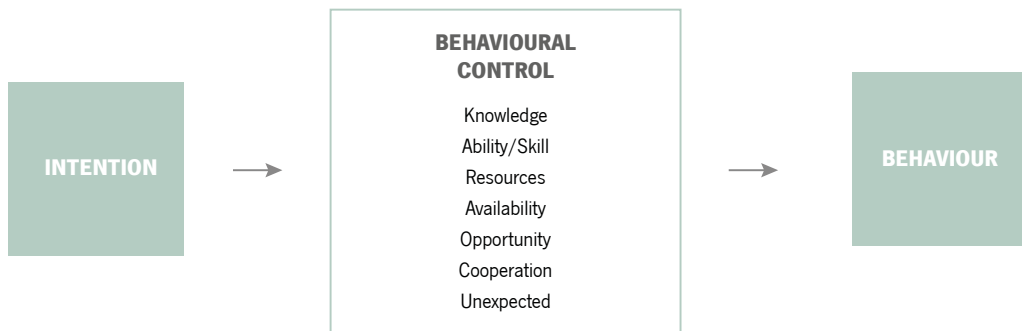 INTENTION
BEHAVIOURAL
CONTROL
Knowledge
Ability/Skill
Resources
Availability
Opportunity
Cooperation
Unexpected
BEHAVIOUR